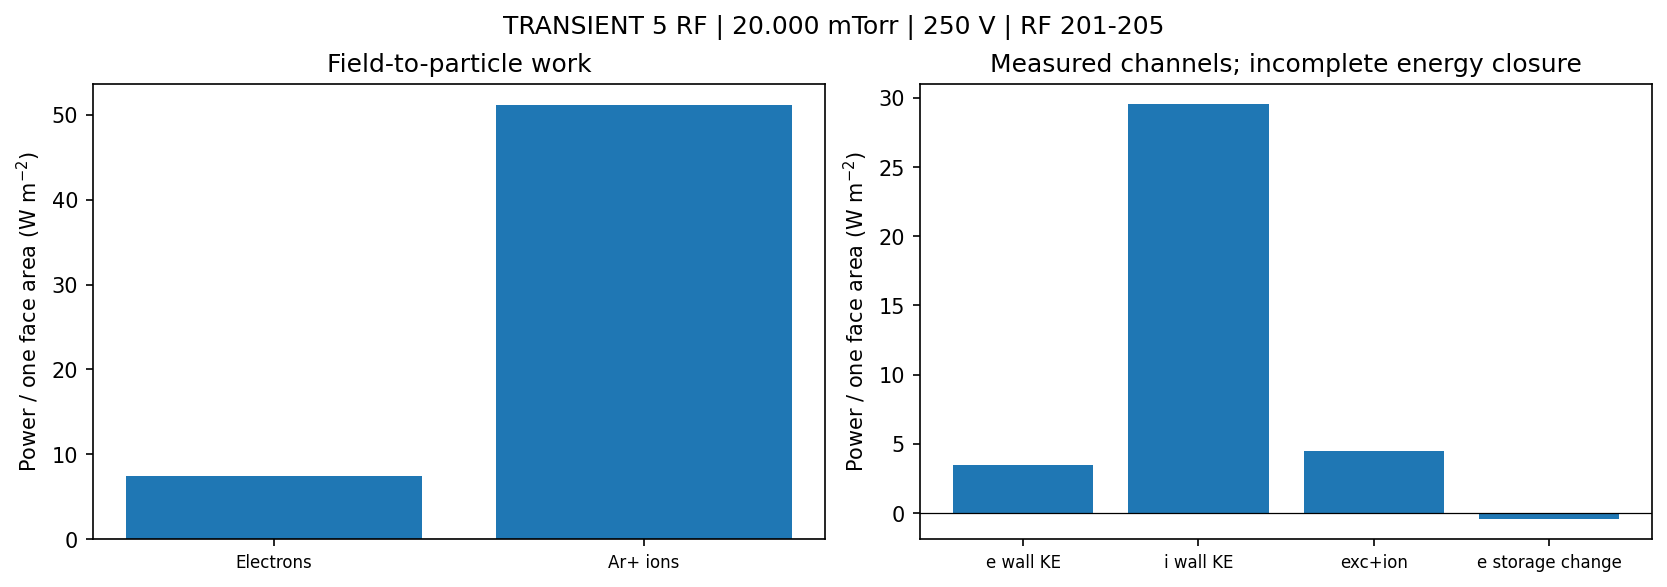 TRANSIENT 5 RF | 20.000 mTorr | 250 V | RF 201-205
Field-to-particle work
Power / one face area (W m⁻²)
50
40
30
20
10
0
Electrons
Ar+ ions
Measured channels; incomplete energy closure
Power / one face area (W m⁻²)
30
25
20
15
10
5
0
e wall KE
i wall KE
exc+ion
e storage change